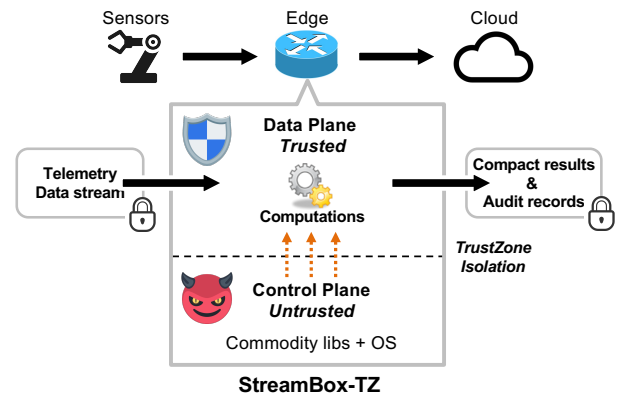 Sensors
Edge
Cloud
Data Plane
Trusted
Telemetry
Data stream
Computations
Compact results
&
Audit records
TrustZone
Isolation
Control Plane
Untrusted
Commodity libs + OS
StreamBox-TZ